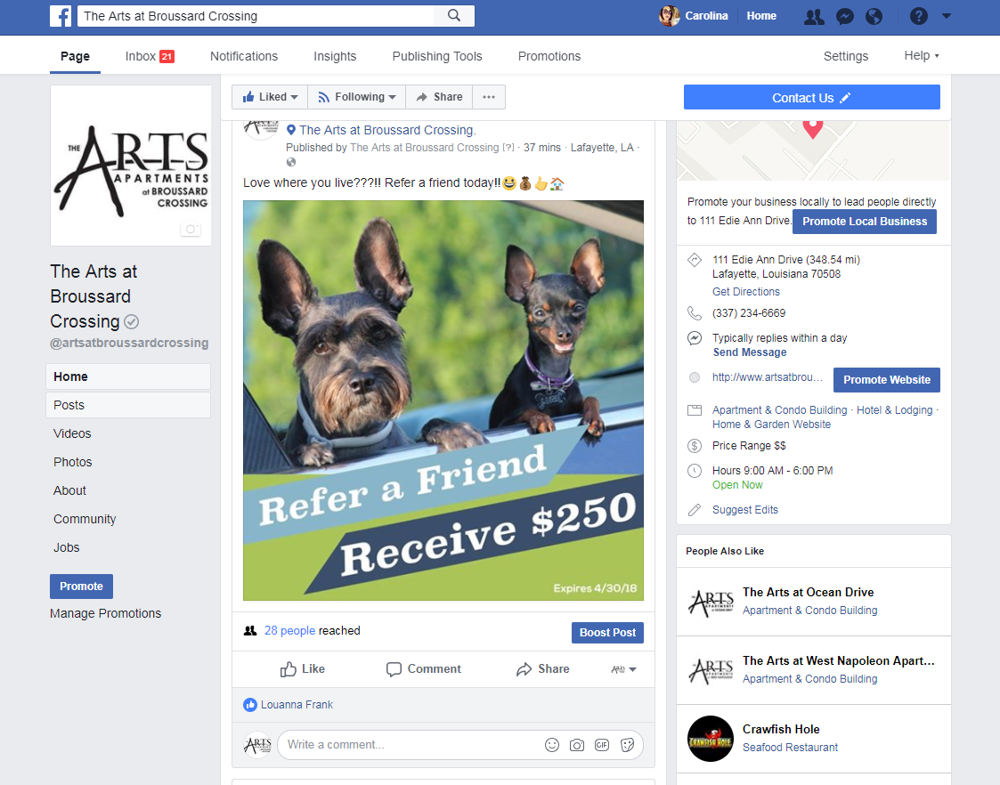 The Arts at Broussard Crossing
Carolina
Home
Page
Inbox 21
Notifications
Insights
Publishing Tools
Promotions
Settings
Help
THE ARTS
APARTMENTS
at BROUSSARD
CROSSING
The Arts at
Broussard
Crossing
@artsatbroussardcrossing
Home
Posts
Videos
Photos
About
Community
Jobs
Promote
Manage Promotions
Liked
Following
Share
Contact Us
The Arts at Broussard Crossing.
Published by The Arts at Broussard Crossing [?] · 37 mins · Lafayette, LA ·
Love where you live???!! Refer a friend today!!😀💰👍🏠
Refer a Friend
Receive $250
Expires 4/30/18
28 people reached
Boost Post
Like
Comment
Share
Louanna Frank
ARTS
Write a comment...
GIF
Promote your business locally to lead people directly
to 111 Edie Ann Drive.
Promote Local Business
111 Edie Ann Drive (348.54 mi)
Lafayette, Louisiana 70508
Get Directions
(337) 234-6669
Typically replies within a day
Send Message
http://www.artsatbrou...
Promote Website
Apartment & Condo Building · Hotel & Lodging ·
Home & Garden Website
$
Price Range $$
Hours 9:00 AM - 6:00 PM
Open Now
Suggest Edits
People Also Like
ARTS
The Arts at Ocean Drive
Apartment & Condo Building
ARTS
The Arts at West Napoleon Apart...
Apartment & Condo Building
CRAWFISH HOLE
Crawfish Hole
Seafood Restaurant